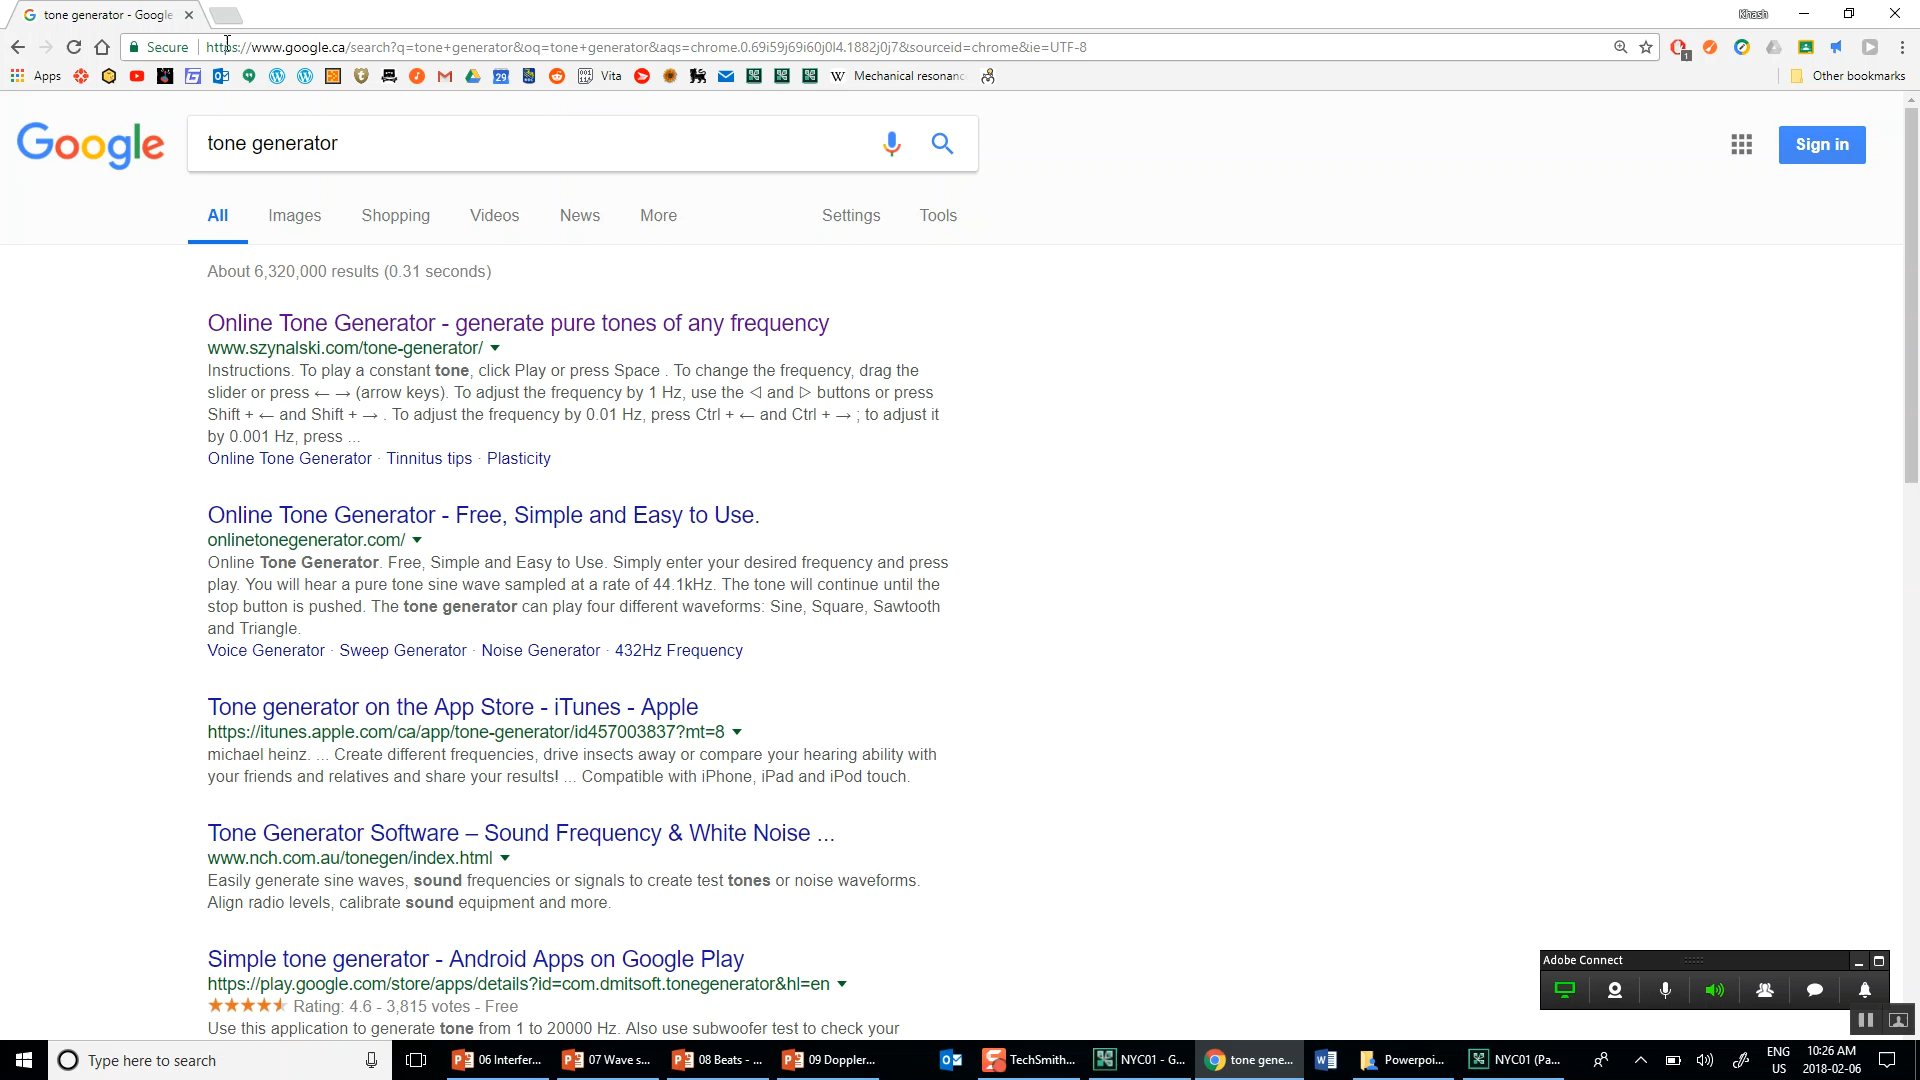 tone generator - Google
Khash
Secure
https://www.google.ca/search?q=tone+generator&oq=tone+generator&aqs=chrome.0.69i59j69i60j0l4.1882j0j7&sourceid=chrome&ie=UTF-8
Apps
Vita
Mechanical resonanc
Other bookmarks
Google
tone generator
Sign in
All Images Shopping Videos News More Settings Tools
About 6,320,000 results (0.31 seconds)
Online Tone Generator - generate pure tones of any frequency
www.szynalski.com/tone-generator/
Instructions. To play a constant tone, click Play or press Space . To change the frequency, drag the
slider or press ← → (arrow keys). To adjust the frequency by 1 Hz, use the ◁ and ▷ buttons or press
Shift + ← and Shift + → . To adjust the frequency by 0.01 Hz, press Ctrl + ← and Ctrl + → ; to adjust it
by 0.001 Hz, press ...
Online Tone Generator · Tinnitus tips · Plasticity
Online Tone Generator - Free, Simple and Easy to Use.
onlinetonegenerator.com/
Online Tone Generator. Free, Simple and Easy to Use. Simply enter your desired frequency and press
play. You will hear a pure tone sine wave sampled at a rate of 44.1kHz. The tone will continue until the
stop button is pushed. The tone generator can play four different waveforms: Sine, Square, Sawtooth
and Triangle.
Voice Generator · Sweep Generator · Noise Generator · 432Hz Frequency
Tone generator on the App Store - iTunes - Apple
https://itunes.apple.com/ca/app/tone-generator/id457003837?mt=8
michael heinz. ... Create different frequencies, drive insects away or compare your hearing ability with
your friends and relatives and share your results! ... Compatible with iPhone, iPad and iPod touch.
Tone Generator Software – Sound Frequency & White Noise ...
www.nch.com.au/tonegen/index.html
Easily generate sine waves, sound frequencies or signals to create test tones or noise waveforms.
Align radio levels, calibrate sound equipment and more.
Simple tone generator - Android Apps on Google Play
https://play.google.com/store/apps/details?id=com.dmitsoft.tonegenerator&hl=en
Rating: 4.6 - 3,815 votes - Free
Use this application to generate tone from 1 to 20000 Hz. Also use subwoofer test to check your
Adobe Connect
Type here to search
06 Interfer...
07 Wave s...
08 Beats - ...
09 Doppler...
TechSmith...
NYC01 - G...
tone gene...
Powerpoi...
NYC01 (Pa...
ENG
US
10:26 AM
2018-02-06